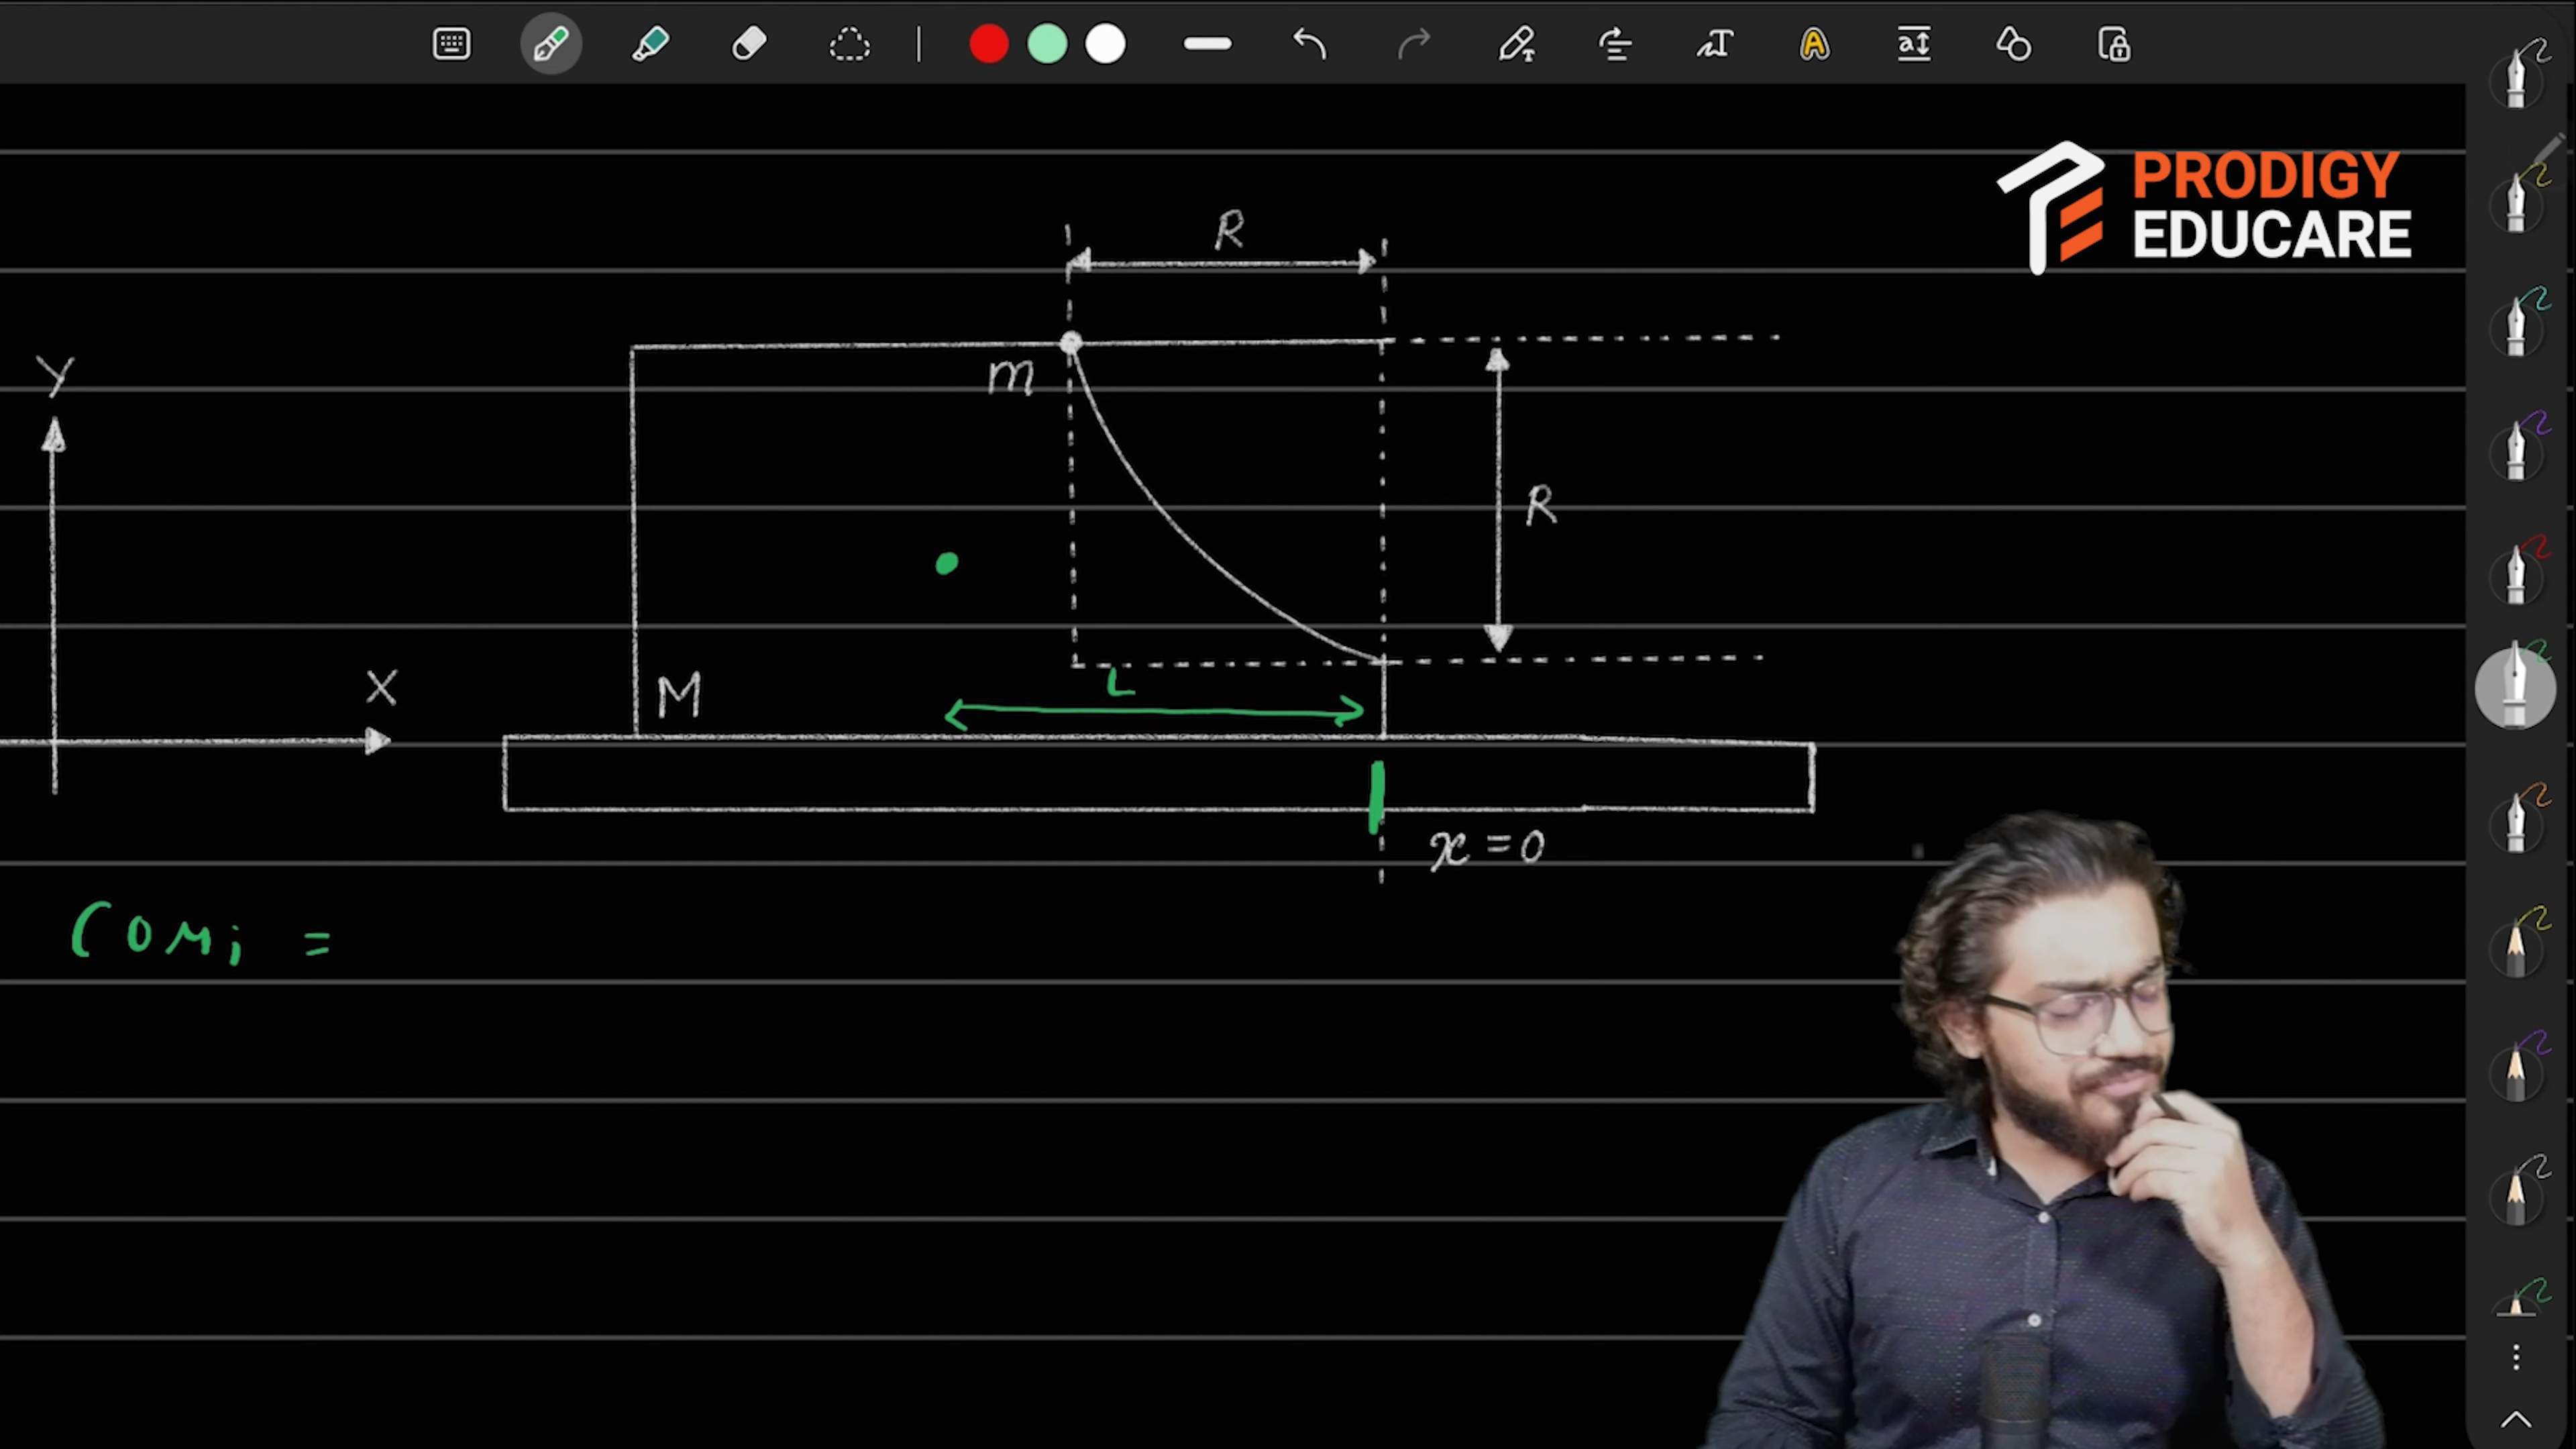 PRODIGY
EDUCARE
R
Y
m
R
X
M
L
x = 0
COMi =